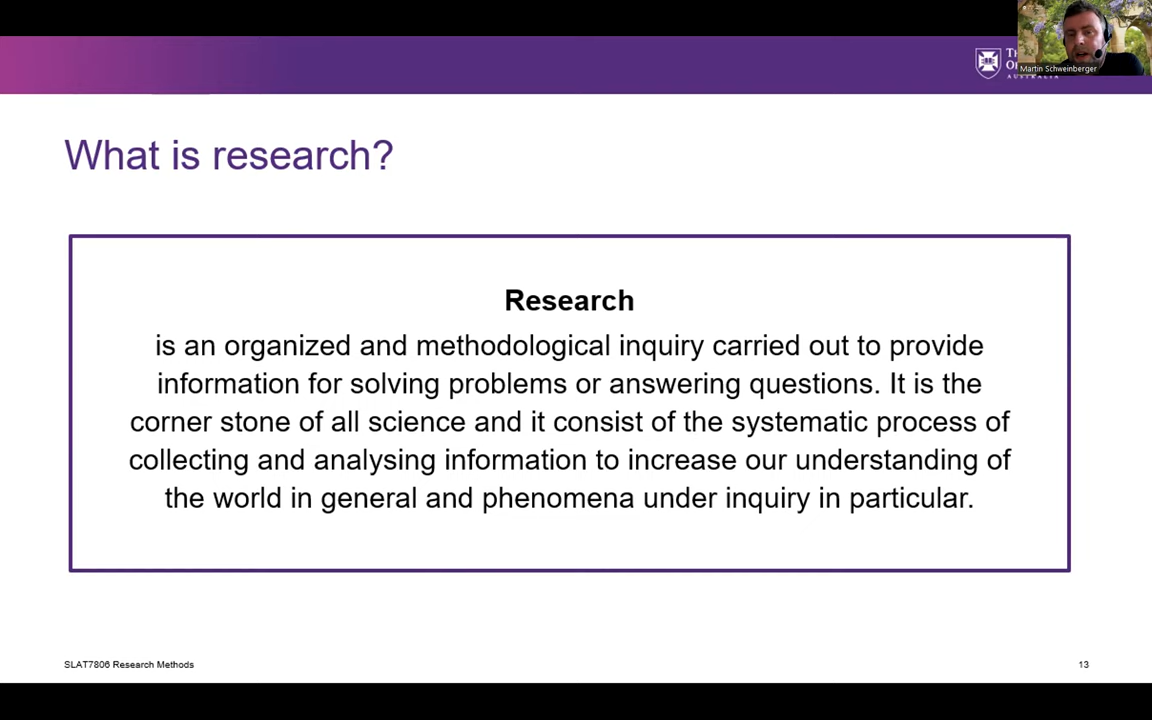 Martin Schweinberger
AUSTRALIA
What is research?
Research
is an organized and methodological inquiry carried out to provide
information for solving problems or answering questions. It is the
corner stone of all science and it consist of the systematic process of
collecting and analysing information to increase our understanding of
the world in general and phenomena under inquiry in particular.
SLAT7806 Research Methods
13